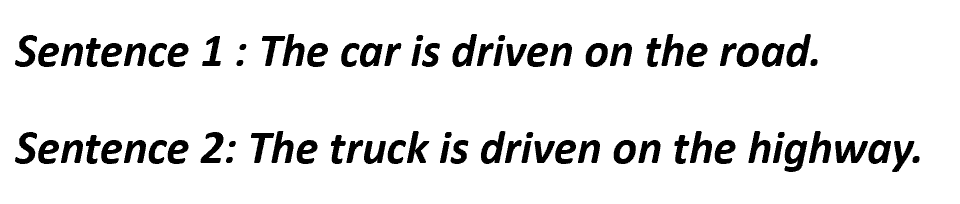 Sentence 1 : The car is driven on the road.
Sentence 2: The truck is driven on the highway.